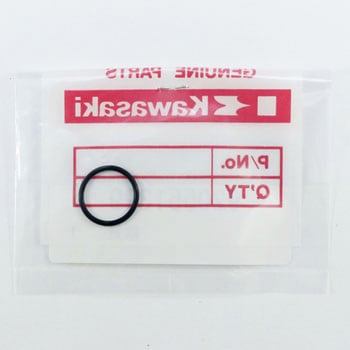 GENUINE PARTS
Kawasaki
P/No.
Q'TY